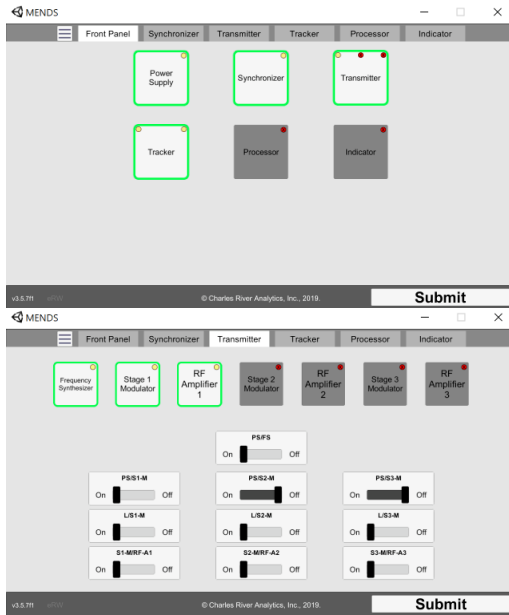 MENDS
Front Panel Synchronizer Transmitter Tracker Processor Indicator
Power
Supply
Synchronizer
Transmitter
Tracker
Processor
Indicator
v3.5.7f1 eRW © Charles River Analytics, Inc., 2019. Submit
MENDS
Front Panel Synchronizer Transmitter Tracker Processor Indicator
Frequency
Synthesizer
Stage 1
Modulator
RF
Amplifier
1
Stage 2
Modulator
RF
Amplifier
2
Stage 3
Modulator
RF
Amplifier
3
PS/FS
On Off
PS/S1-M
On Off
PS/S2-M
On Off
PS/S3-M
On Off
L/S1-M
On Off
L/S2-M
On Off
L/S3-M
On Off
S1-M/RF-A1
On Off
S2-M/RF-A2
On Off
S3-M/RF-A3
On Off
v3.5.7f1 eRW © Charles River Analytics, Inc., 2019. Submit